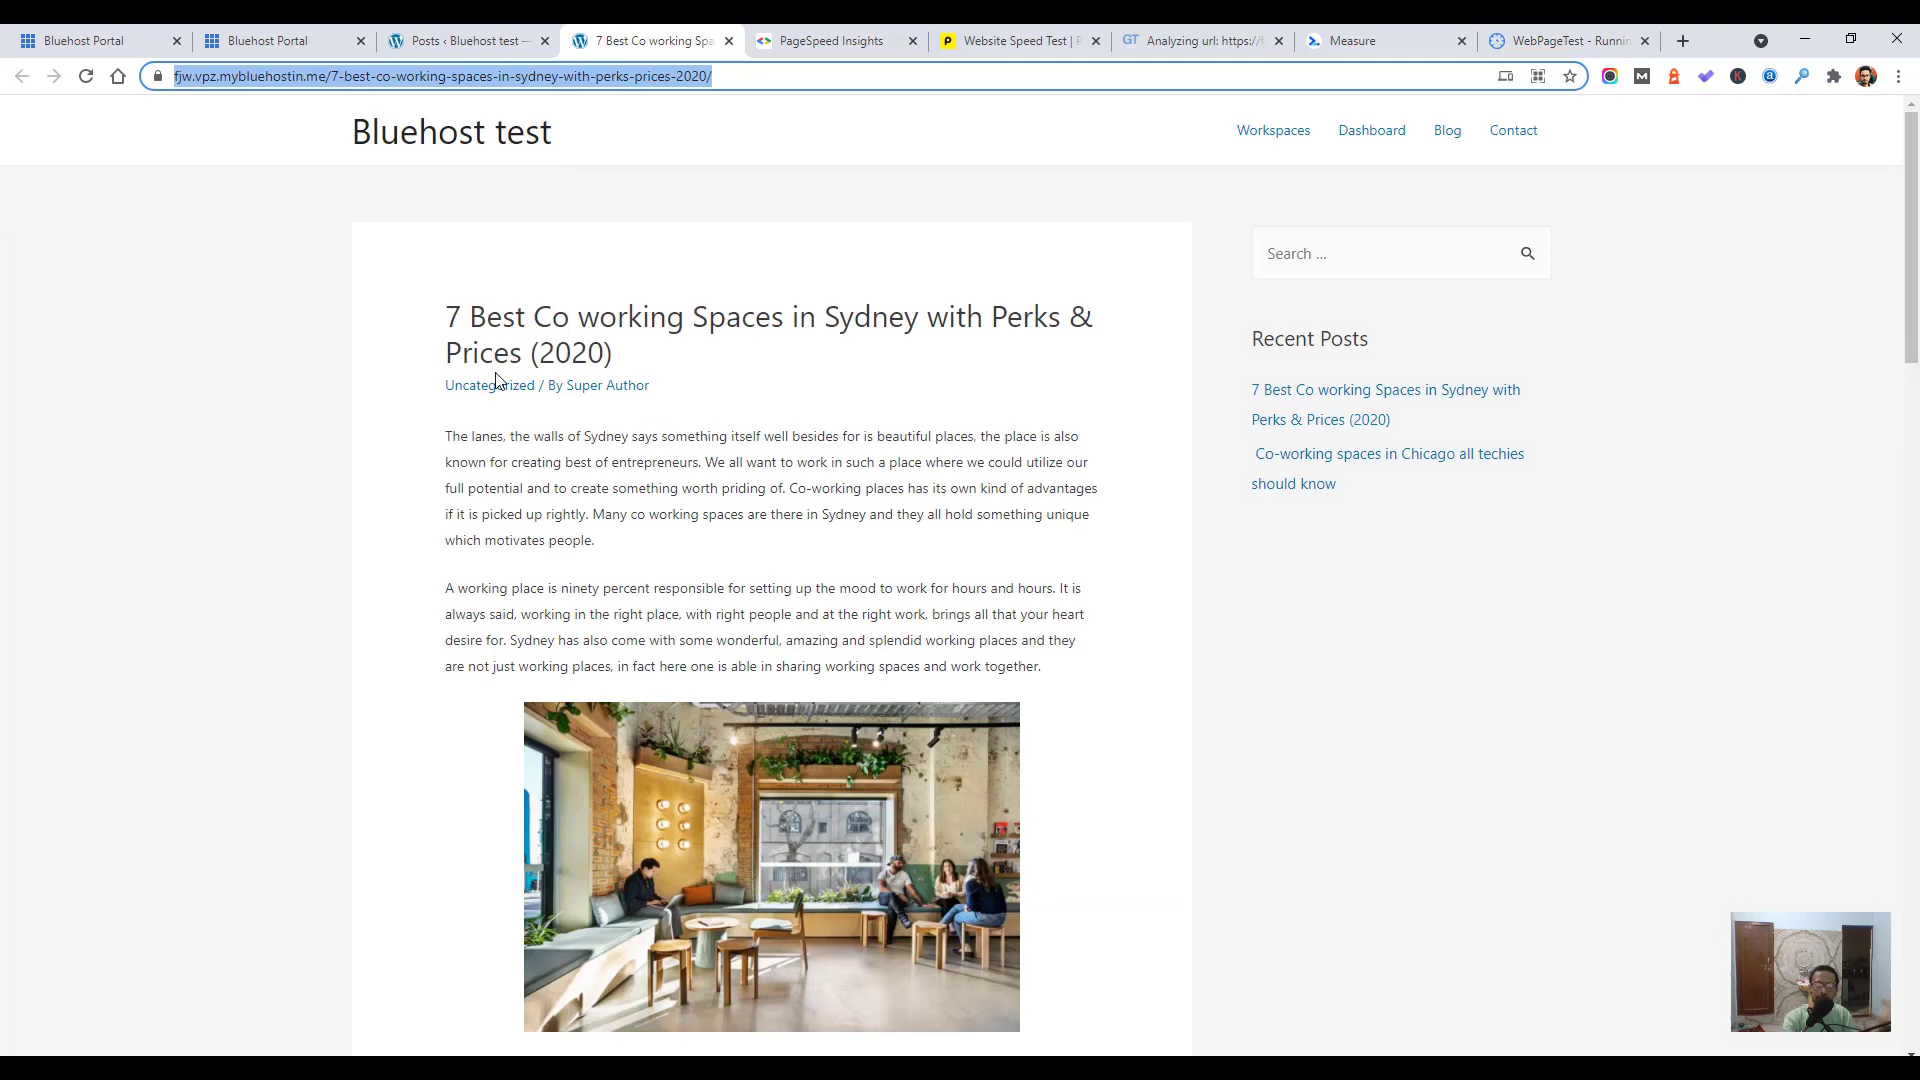 Bluehost Portal
Bluehost Portal
Posts ‹ Bluehost test —
7 Best Co working Spa
PageSpeed Insights
Website Speed Test | P
Analyzing url: https://f
Measure
WebPageTest - Runnin
fjw.vpz.mybluehostin.me/7-best-co-working-spaces-in-sydney-with-perks-prices-2020/
Bluehost test
Workspaces
Dashboard
Blog
Contact
7 Best Co working Spaces in Sydney with Perks &
Prices (2020)
Uncategorized / By Super Author
The lanes, the walls of Sydney says something itself well besides for is beautiful places, the place is also
known for creating best of entrepreneurs. We all want to work in such a place where we could utilize our
full potential and to create something worth priding of. Co-working places has its own kind of advantages
if it is picked up rightly. Many co working spaces are there in Sydney and they all hold something unique
which motivates people.
A working place is ninety percent responsible for setting up the mood to work for hours and hours. It is
always said, working in the right place, with right people and at the right work, brings all that your heart
desire for. Sydney has also come with some wonderful, amazing and splendid working places and they
are not just working places, in fact here one is able in sharing working spaces and work together.
Search ...
Recent Posts
7 Best Co working Spaces in Sydney with
Perks & Prices (2020)
Co-working spaces in Chicago all techies
should know